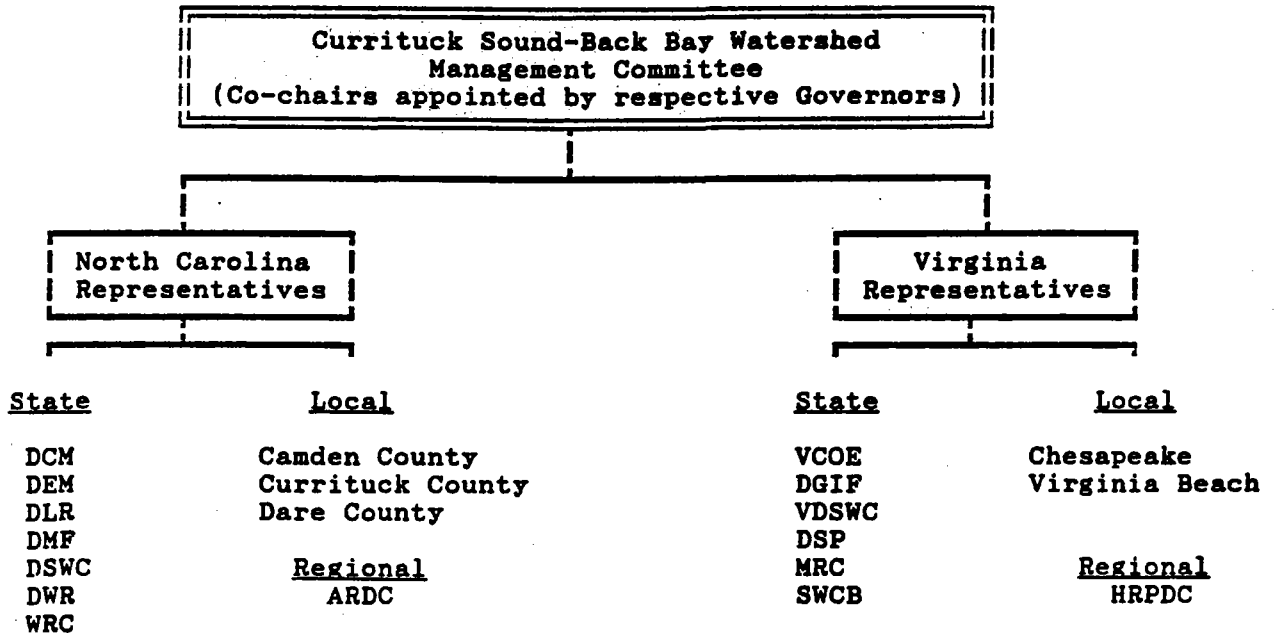 Currituck Sound-Back Bay Watershed
Management Committee
(Co-chairs appointed by respective Governors)
North Carolina
Representatives
Virginia
Representatives
State
DCM
DEM
DLR
DMF
DSWC
DWR
WRC
Local
Camden County
Currituck County
Dare County
Regional
ARDC
State
VCOE
DGIF
VDSWC
DSP
MRC
SWCB
Local
Chesapeake
Virginia Beach
Regional
HRPDC